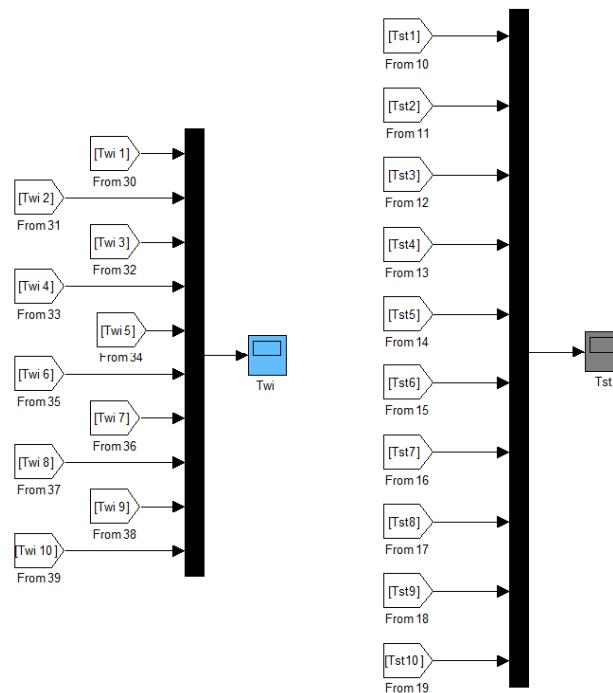 [Twi 1]
From 30
[Twi 2]
From 31
[Twi 3]
From 32
[Twi 4]
From 33
[Twi 5]
From 34
[Twi 6]
From 35
[Twi 7]
From 36
[Twi 8]
From 37
[Twi 9]
From 38
[Twi 10]
From 39
Twi
[Tst1]
From 10
[Tst2]
From 11
[Tst3]
From 12
[Tst4]
From 13
[Tst5]
From 14
[Tst6]
From 15
[Tst7]
From 16
[Tst8]
From 17
[Tst9]
From 18
[Tst10]
From 19
Tst